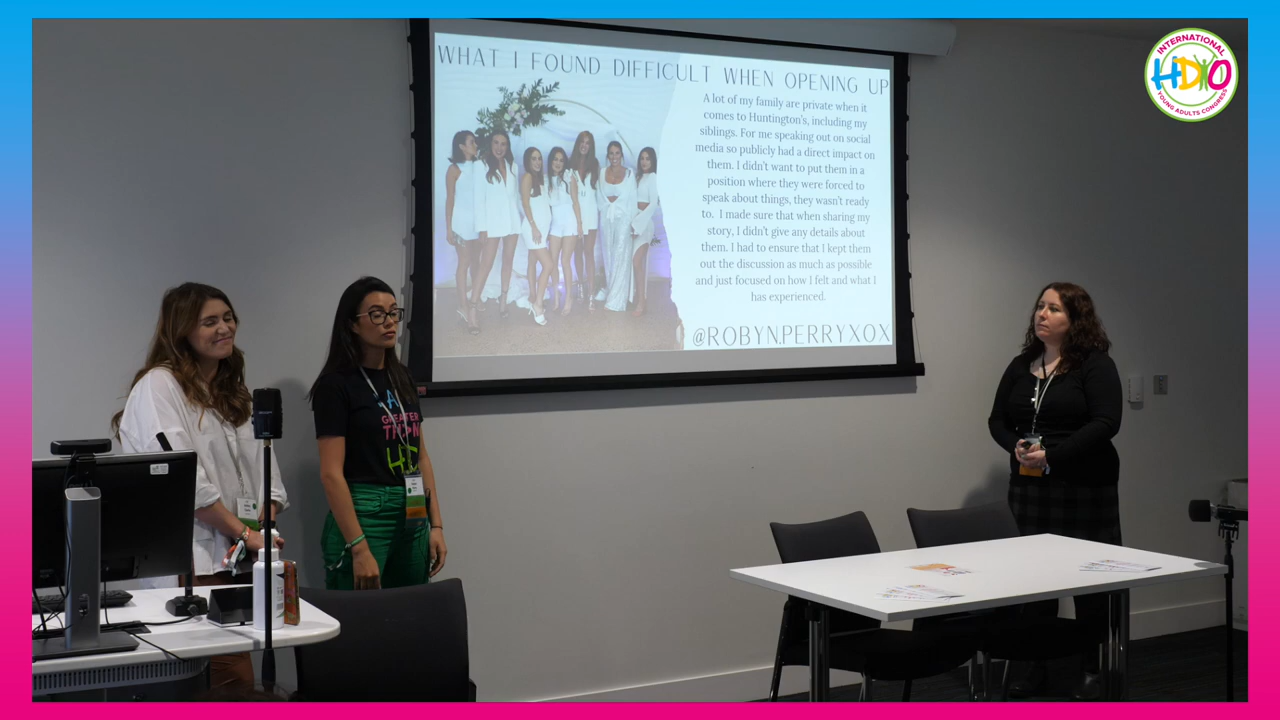 WHAT I FOUND DIFFICULT WHEN OPENING UP
A lot of my family are private when it
comes to Huntington's, including my
siblings. For me speaking out on social
media so publicly had a direct impact on
them. I didn't want to put them in a
position where they were forced to
speak about things, they wasn't ready
to. I made sure that when sharing my
story, I didn't give any details about
them. I had to ensure that I kept them
out the discussion as much as possible
and just focused on how I felt and what I
has experienced.
@ROBYN.PERRYXOX
INTERNATIONAL
HDYO
YOUNG ADULTS CONGRESS
GREATER